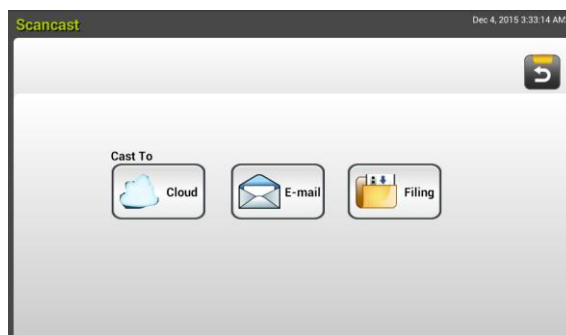 Scancast
Dec 4, 2015 3:33:14 AM
Cast To
Cloud
E-mail
Filing